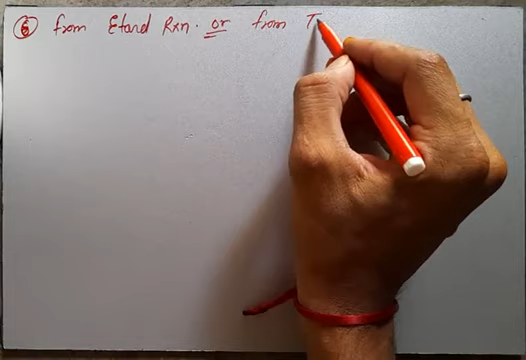 ⑥ from Etard Rxn. or from T